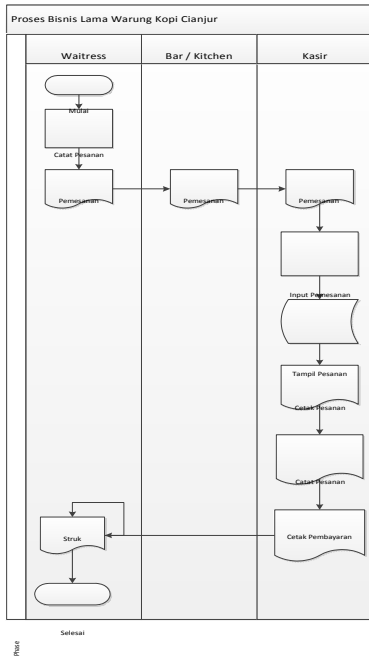 Proses Bisnis Lama Warung Kopi Cianjur
Waitress
Bar / Kitchen
Kasir
Mulai
Catat Pesanan
Pemesanan
Pemesanan
Pemesanan
Input Pemesanan
Tampil Pesanan
Cetak Pesanan
Catat Pesanan
Cetak Pembayaran
Struk
Selesai
Phase